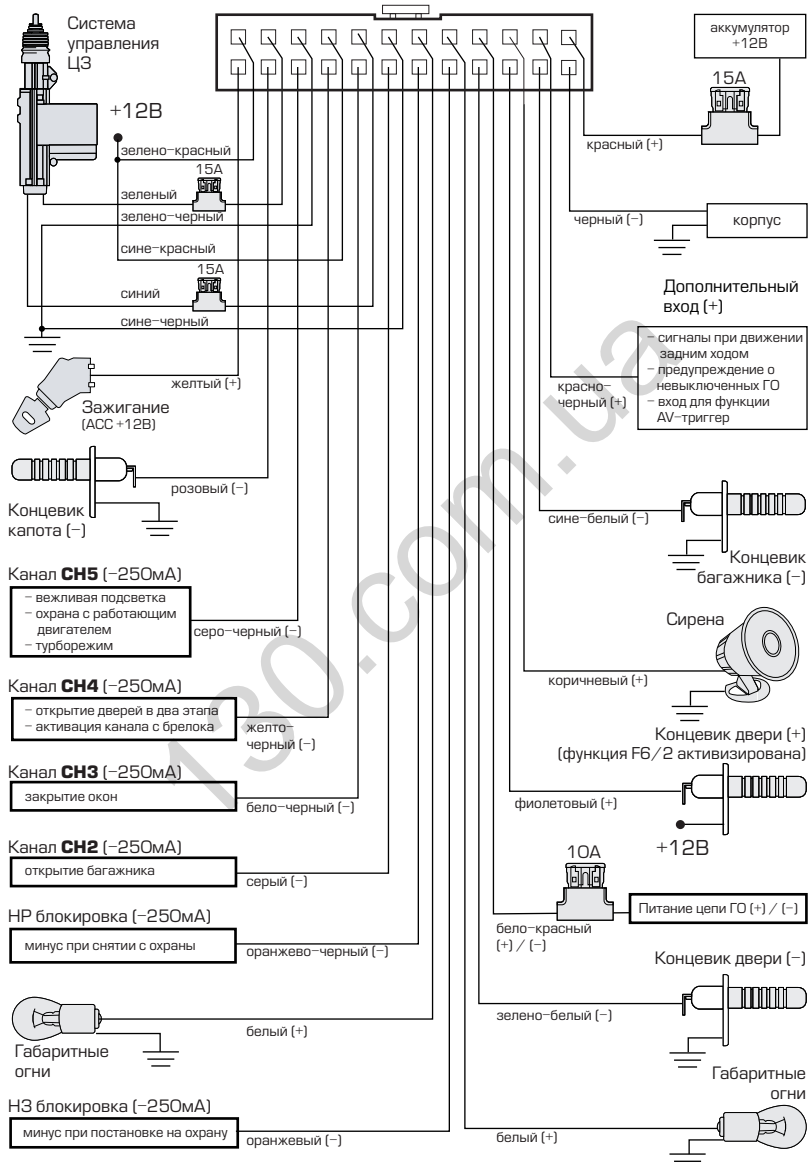 Система
управления
ЦЗ
+12В
зелено-красный
15А
зеленый
зелено-черный
сине-красный
15А
синий
сине-черный
желтый (+)
Зажигание
(ACC +12В)
розовый (–)
Концевик
капота (–)
Канал CH5 (–250мА)
– вежливая подсветка
– охрана с работающим
двигателем
– турборежим
серо-черный (–)
Канал CH4 (–250мА)
– открытие дверей в два этапа
– активация канала с брелока
желто-
черный (–)
Канал CH3 (–250мА)
закрытие окон
бело-черный (–)
Канал CH2 (–250мА)
открытие багажника
серый (–)
НР блокировка (–250мА)
минус при снятии с охраны
оранжево-черный (–)
белый (+)
Габаритные
огни
НЗ блокировка (–250мА)
минус при постановке на охрану
оранжевый (–)
аккумулятор
+12В
15А
красный (+)
черный (–)
корпус
Дополнительный
вход (+)
– сигналы при движении
задним ходом
– предупреждение о
невыключенных ГО
– вход для функции
AV-триггер
красно-
черный (+)
сине-белый (–)
Концевик
багажника (–)
Сирена
коричневый (+)
Концевик двери (+)
(функция F6/2 активизирована)
фиолетовый (+)
+12В
10А
Питание цепи ГО (+) / (–)
бело-красный
(+) / (–)
Концевик двери (–)
зелено-белый (–)
Габаритные
огни
белый (+)
130.com.ua